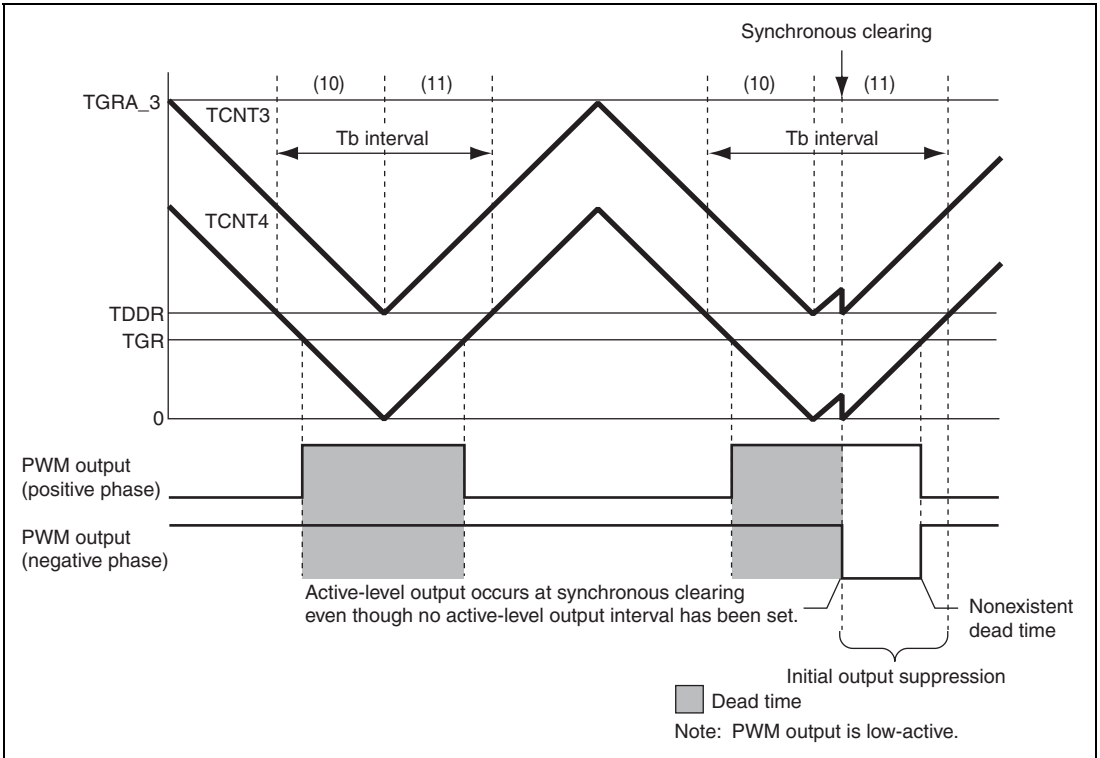 Synchronous clearing
(10)
(11)
(10)
(11)
TGRA_3
TCNT3
Tb interval
Tb interval
TCNT4
TDDR
TGR
0
PWM output
(positive phase)
PWM output
(negative phase)
Active-level output occurs at synchronous clearing
even though no active-level output interval has been set.
Nonexistent
dead time
Initial output suppression
Dead time
Note: PWM output is low-active.